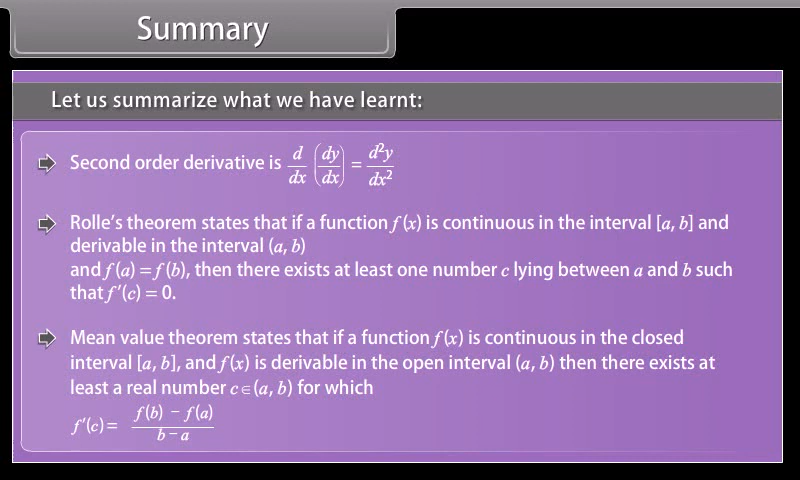 Summary
Let us summarize what we have learnt:
Second order derivative is d/dx (dy/dx) = d²y/dx²
Rolle's theorem states that if a function f (x) is continuous in the interval [a, b] and
derivable in the interval (a, b)
and f (a) = f (b), then there exists at least one number c lying between a and b such
that f '(c) = 0.
Mean value theorem states that if a function f (x) is continuous in the closed
interval [a, b], and f (x) is derivable in the open interval (a, b) then there exists at
least a real number c ∈ (a, b) for which
f '(c) = f (b) − f (a) / b − a